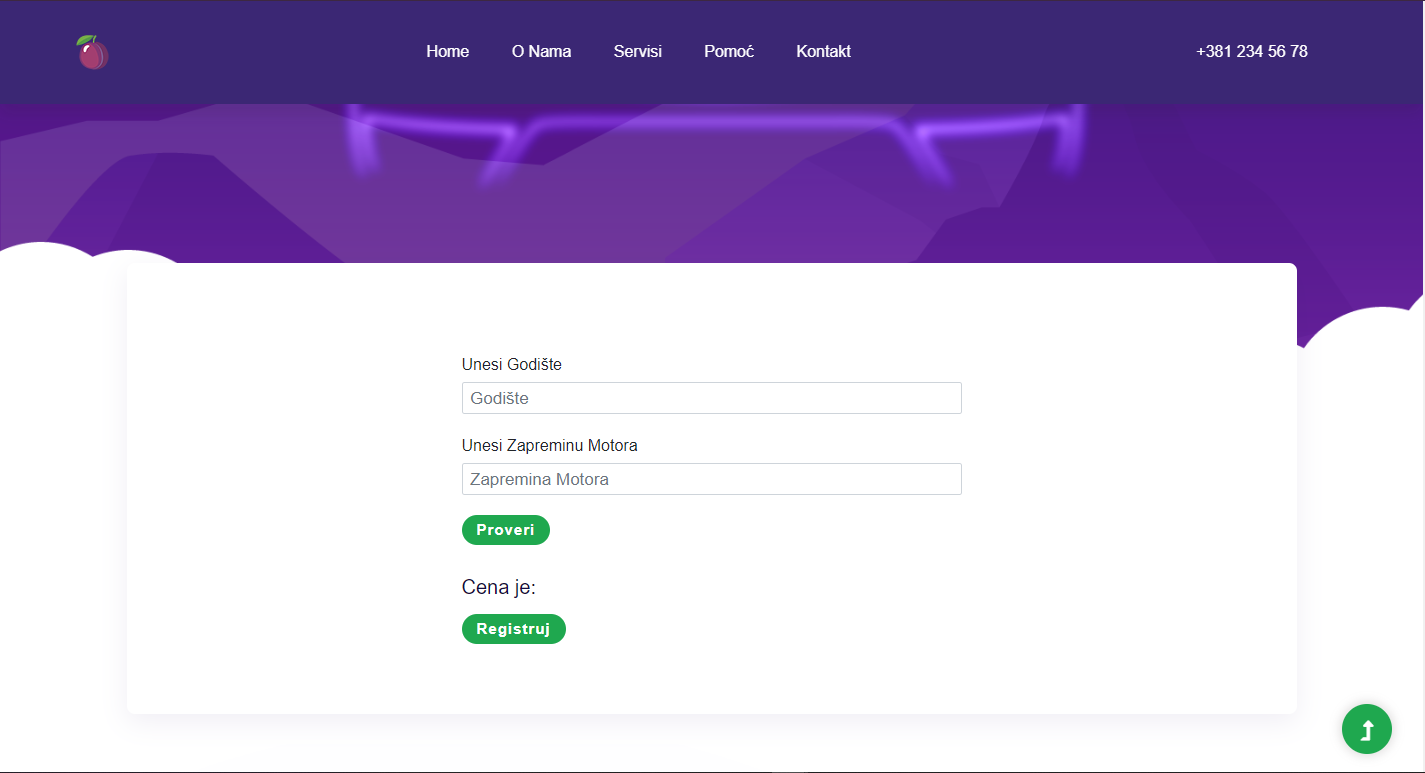 Home O Nama Servisi Pomoć Kontakt +381 234 56 78
Unesi Godište
Godište
Unesi Zapreminu Motora
Zapremina Motora
Proveri
Cena je:
Registruj